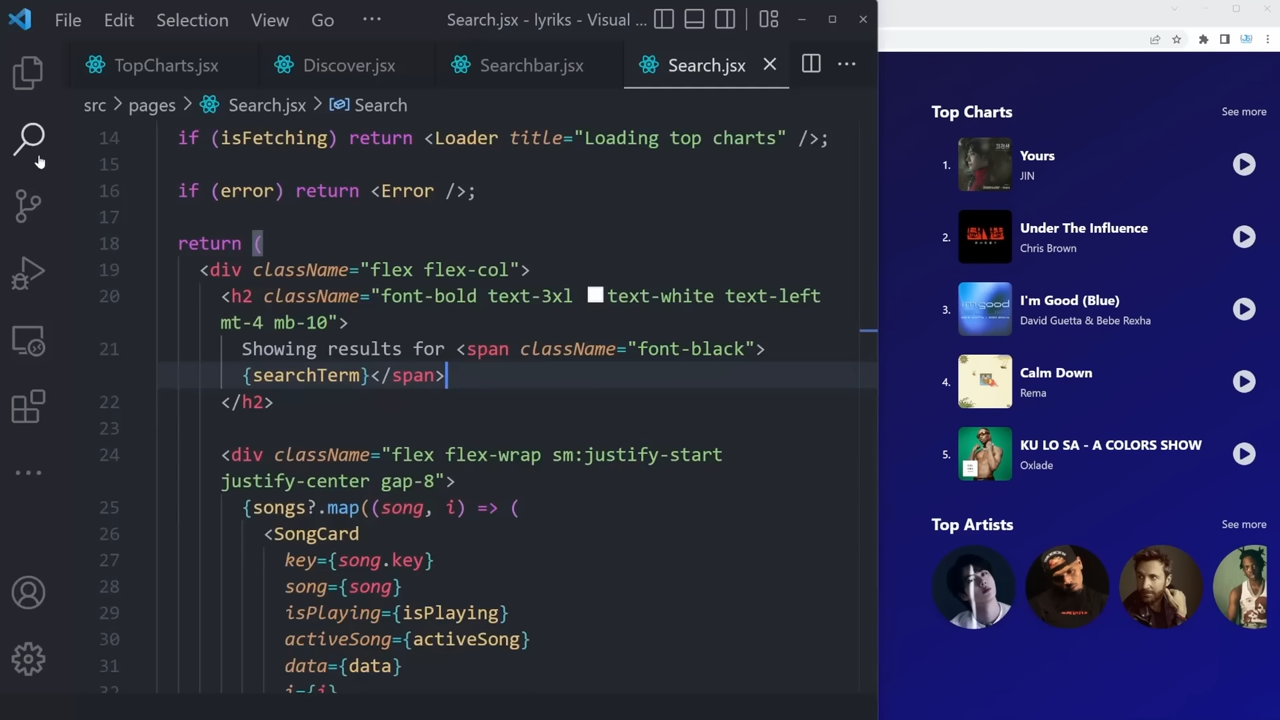 File Edit Selection View Go ··· Search.jsx - lyriks - Visual ...
TopCharts.jsx Discover.jsx Searchbar.jsx Search.jsx
src > pages > Search.jsx > Search
14 if (isFetching) return <Loader title="Loading top charts" />;
15
16 if (error) return <Error />;
17
18 return (
19 <div className="flex flex-col">
20 <h2 className="font-bold text-3xl text-white text-left
mt-4 mb-10">
21 Showing results for <span className="font-black">
{searchTerm}</span>
22 </h2>
23
24 <div className="flex flex-wrap sm:justify-start
justify-center gap-8">
25 {songs?.map((song, i) => (
26 <SongCard
27 key={song.key}
28 song={song}
29 isPlaying={isPlaying}
30 activeSong={activeSong}
31 data={data}
32 i={i}
Top Charts See more
1. Yours
JIN
2. Under The Influence
Chris Brown
3. I'm Good (Blue)
David Guetta & Bebe Rexha
4. Calm Down
Rema
5. KU LO SA - A COLORS SHOW
Oxlade
Top Artists See more